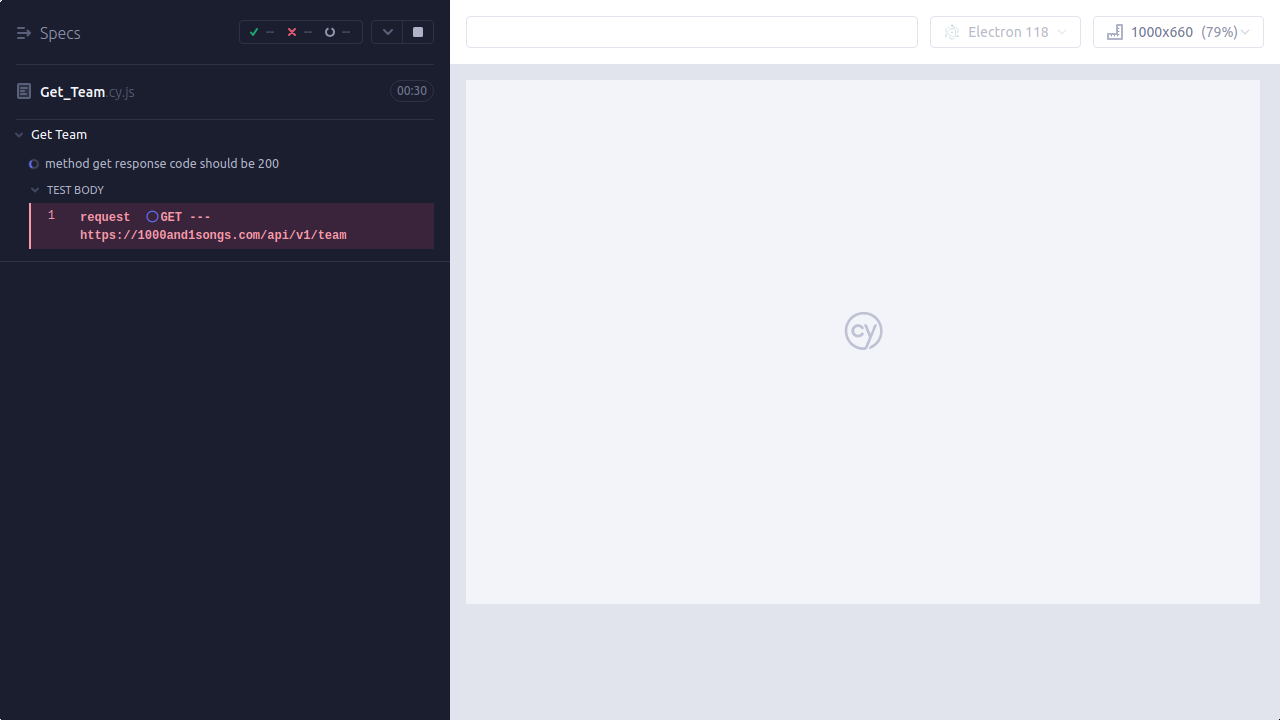 Specs
--
--
--
Electron 118
1000x660 (79%)
Get_Team.cy.js
00:30
Get Team
method get response code should be 200
TEST BODY
1 request GET ---
https://1000and1songs.com/api/v1/team
cy